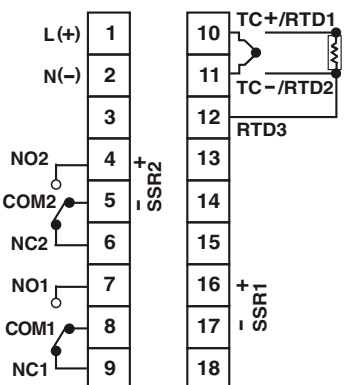 L(+) 1
N(−) 2
3
NO2 4 +
COM2 5 −
SSR2
NC2 6
NO1 7
COM1 8
NC1 9
10 TC+/RTD1
11 TC−/RTD2
12 RTD3
13
14
15
16 +
17 −
SSR1
18